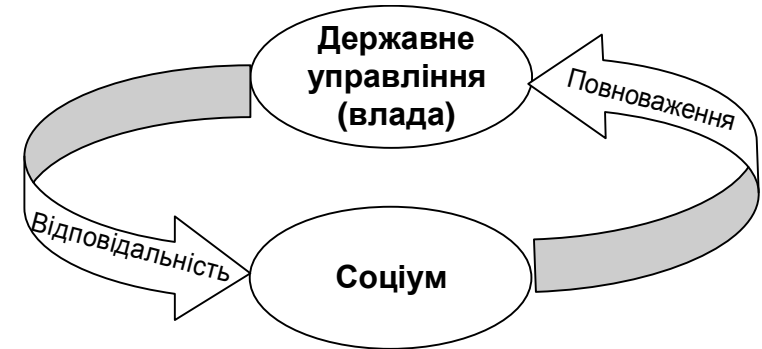 Державне
управління
(влада)
Повноваження
Відповідальність
Соціум